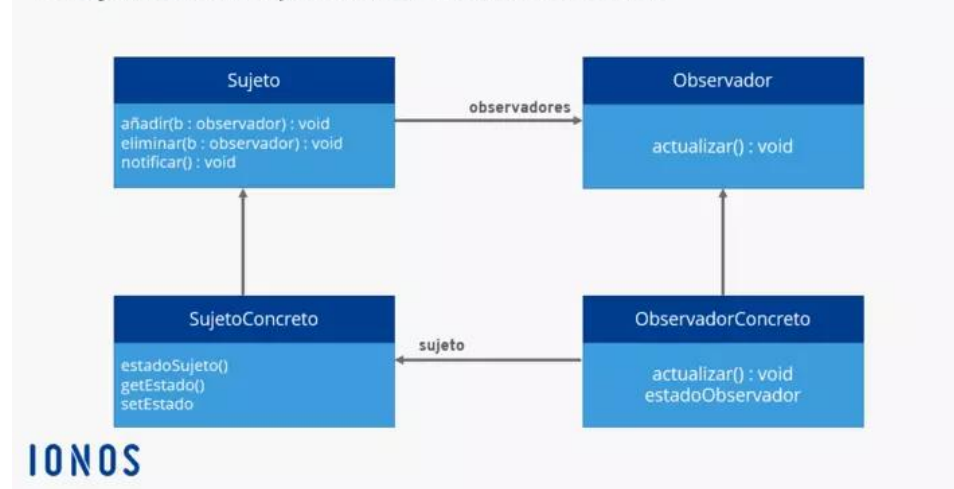 Sujeto
añadir(b : observador) : void
eliminar(b : observador) : void
notificar() : void
observadores
Observador
actualizar() : void
SujetoConcreto
estadoSujeto()
getEstado()
setEstado
sujeto
ObservadorConcreto
actualizar() : void
estadoObservador
IONOS